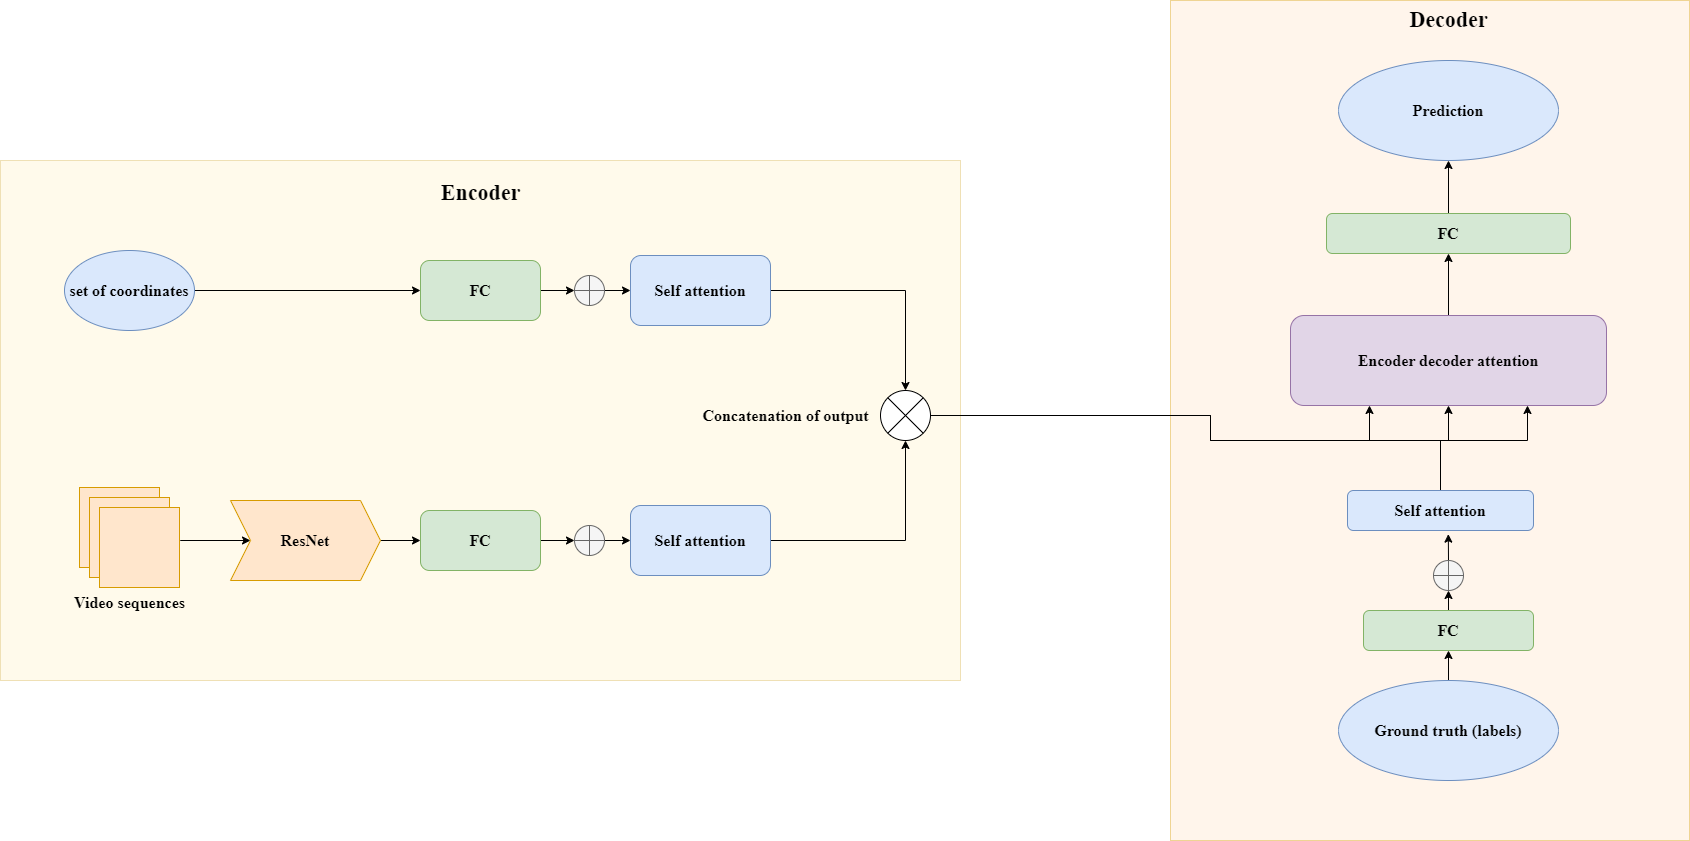 Encoder
set of coordinates
FC
Self attention
Concatenation of output
ResNet
FC
Self attention
Video sequences
Decoder
Prediction
FC
Encoder decoder attention
Self attention
FC
Ground truth (labels)